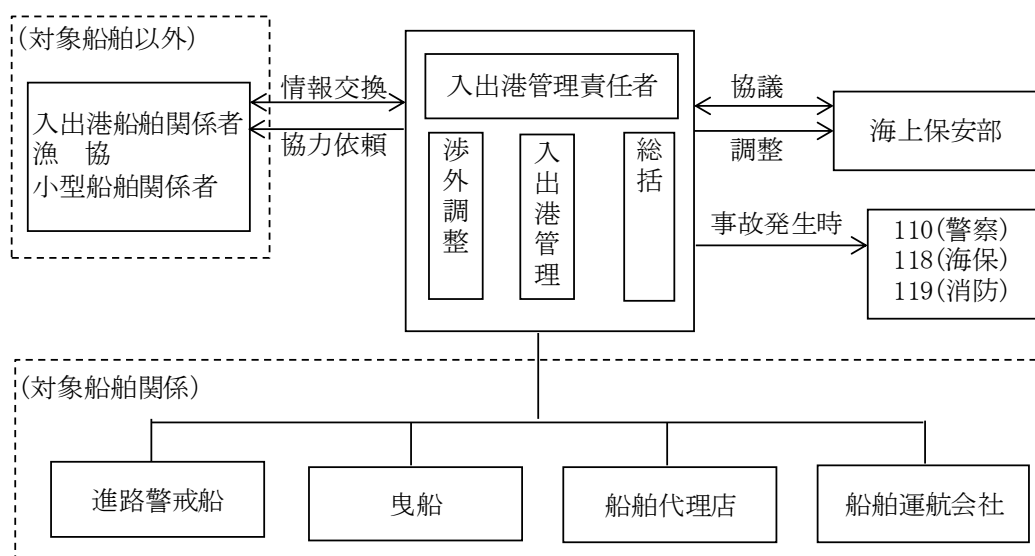 (対象船舶以外)
入出港船舶関係者
漁　協
小型船舶関係者
情報交換
協力依頼
入出港管理責任者
渉外調整
入出港管理
総括
協議
調整
海上保安部
事故発生時
110(警察)
118(海保)
119(消防)
(対象船舶関係)
進路警戒船
曳船
船舶代理店
船舶運航会社